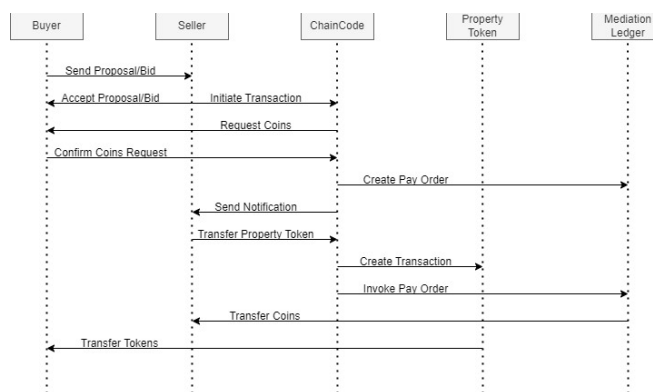 Buyer
Seller
ChainCode
Property
Token
Mediation
Ledger
Send Proposal/Bid
Accept Proposal/Bid
Initiate Transaction
Request Coins
Confirm Coins Request
Create Pay Order
Send Notification
Transfer Property Token
Create Transaction
Invoke Pay Order
Transfer Coins
Transfer Tokens